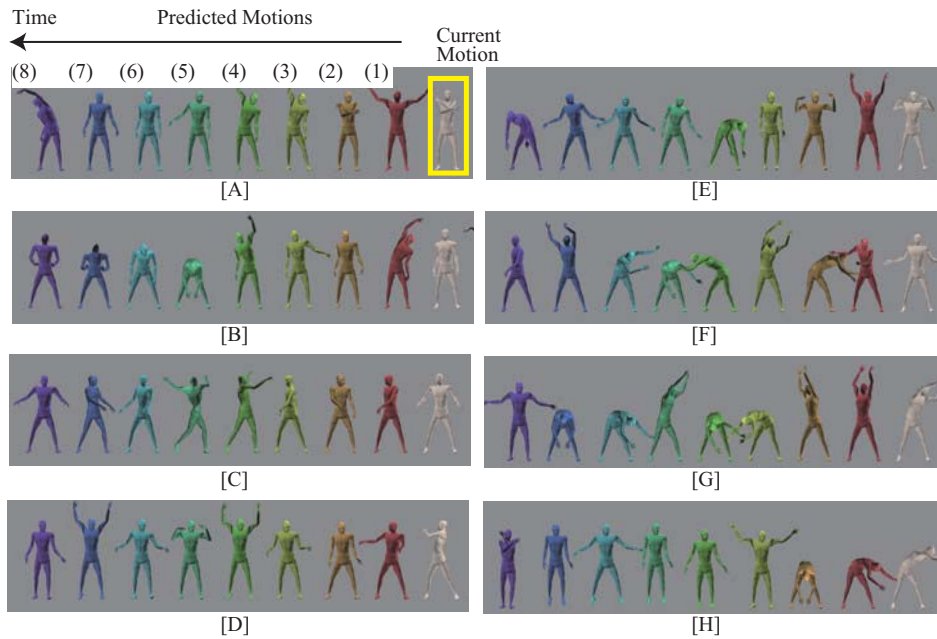 Time Predicted Motions
Current
Motion
(8) (7) (6) (5) (4) (3) (2) (1)
[A]
[E]
[B]
[F]
[C]
[G]
[D]
[H]